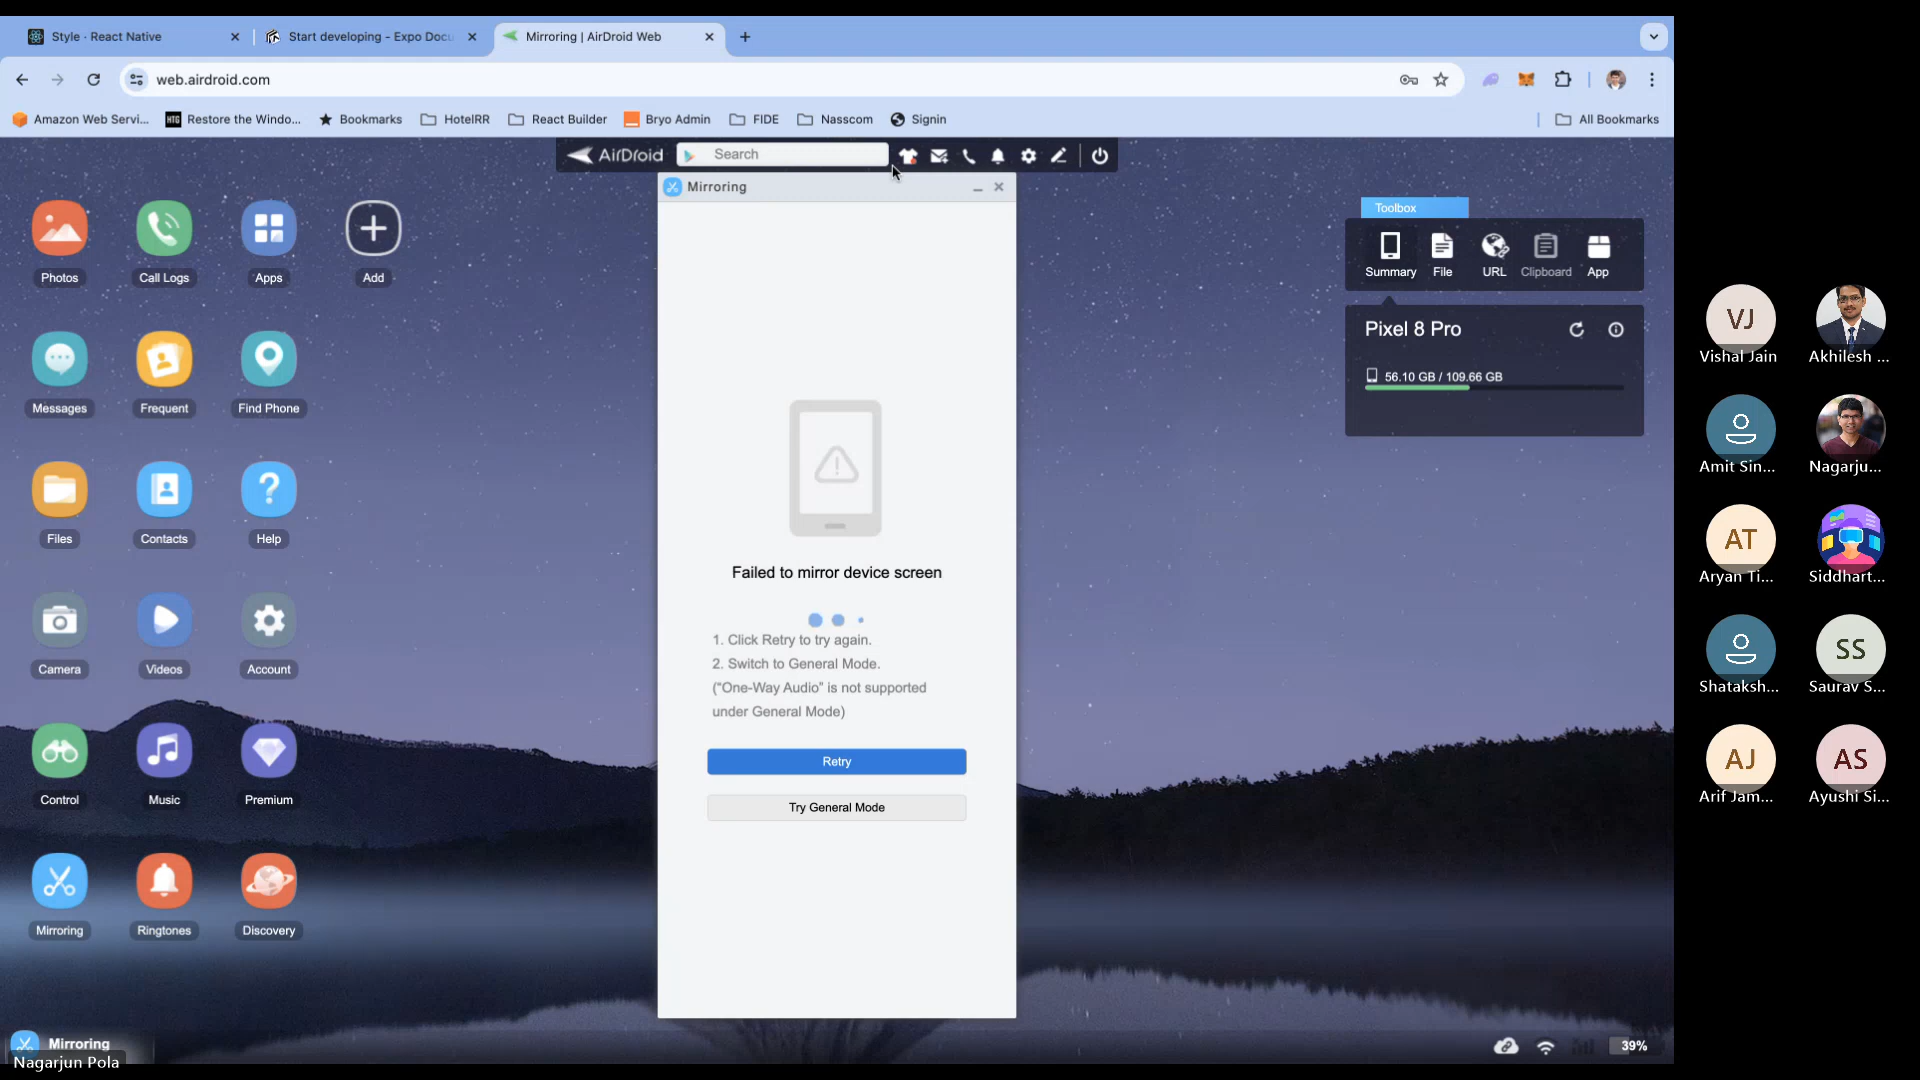 Style · React Native
Start developing - Expo Docu
Mirroring | AirDroid Web
web.airdroid.com
Amazon Web Servi...
HTG
Restore the Windo...
Bookmarks
HotelRR
React Builder
Bryo Admin
FIDE
Nasscom
Signin
All Bookmarks
AirDroid
Search
Mirroring
Failed to mirror device screen
1. Click Retry to try again.
2. Switch to General Mode.
("One-Way Audio" is not supported
under General Mode)
Retry
Try General Mode
Photos
Call Logs
Apps
Add
Messages
Frequent
Find Phone
Files
Contacts
Help
Camera
Videos
Account
Control
Music
Premium
Mirroring
Ringtones
Discovery
Toolbox
Summary
File
URL
Clipboard
App
Pixel 8 Pro
56.10 GB / 109.66 GB
Mirroring
Nagarjun Pola
39%
VJ
Vishal Jain
Akhilesh ...
Amit Sin...
Nagarju...
AT
Aryan Ti...
Siddhart...
Shataksh...
SS
Saurav S...
AJ
Arif Jam...
AS
Ayushi Si...